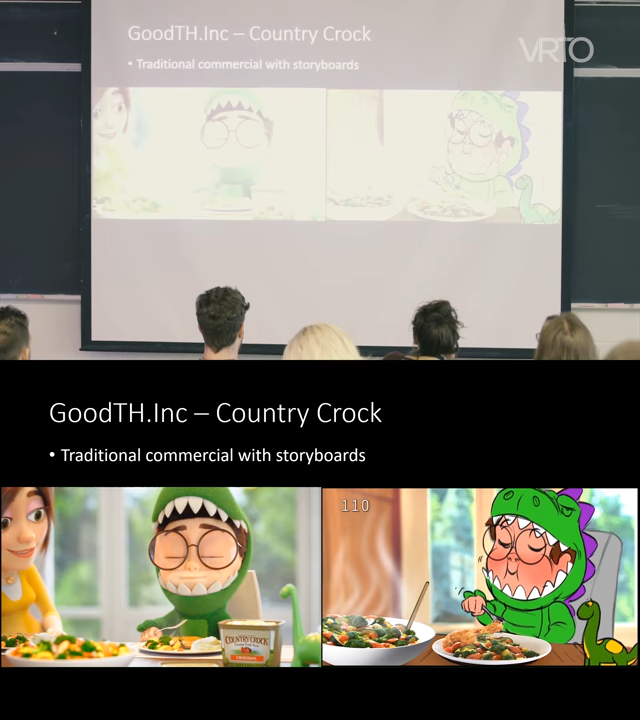 GoodTH.Inc – Country Crock
• Traditional commercial with storyboards
VRTO
GoodTH.Inc – Country Crock
• Traditional commercial with storyboards
110
COUNTRY CROCK
ORIGINAL